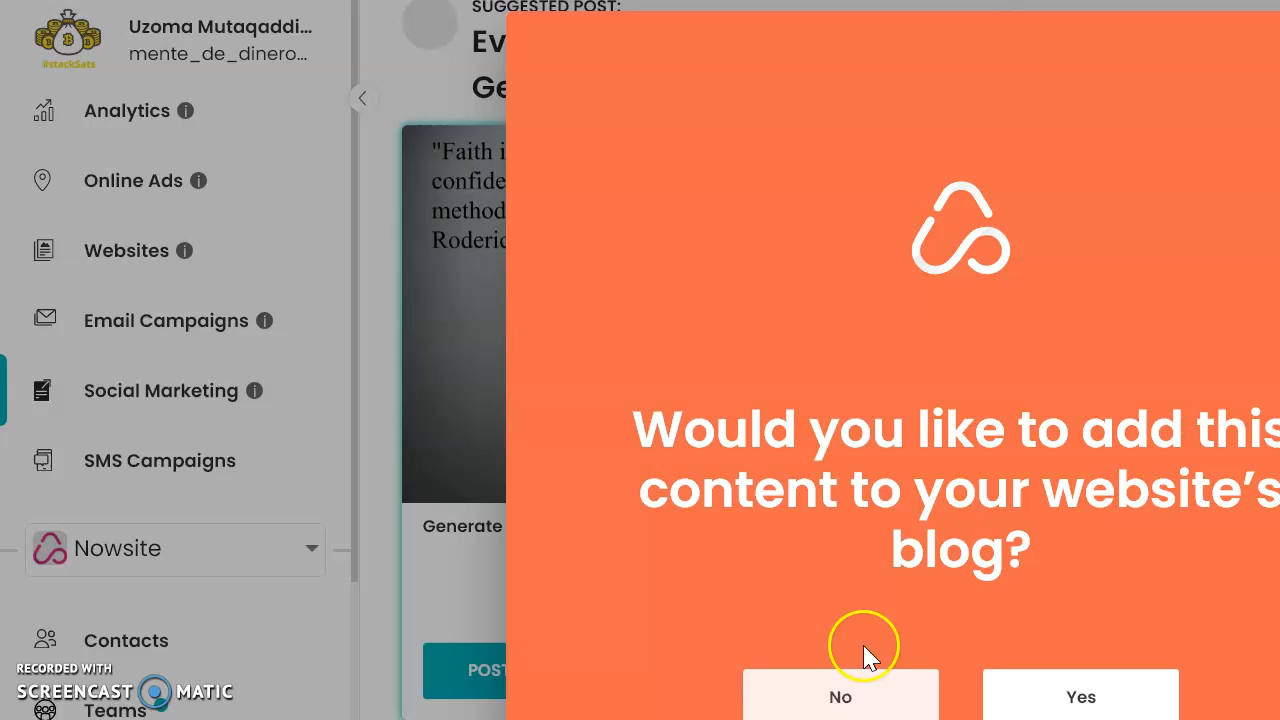 #stackSats
Uzoma Mutaqaddi...
mente_de_dinero...
Analytics
Online Ads
Websites
Email Campaigns
Social Marketing
SMS Campaigns
Nowsite
Contacts
Teams
RECORDED WITH
SCREENCAST MATIC
SUGGESTED POST:
Ev
Ge
"Faith i
confide
method
Roderic
Generate
POST
Would you like to add this
content to your website's
blog?
No
Yes